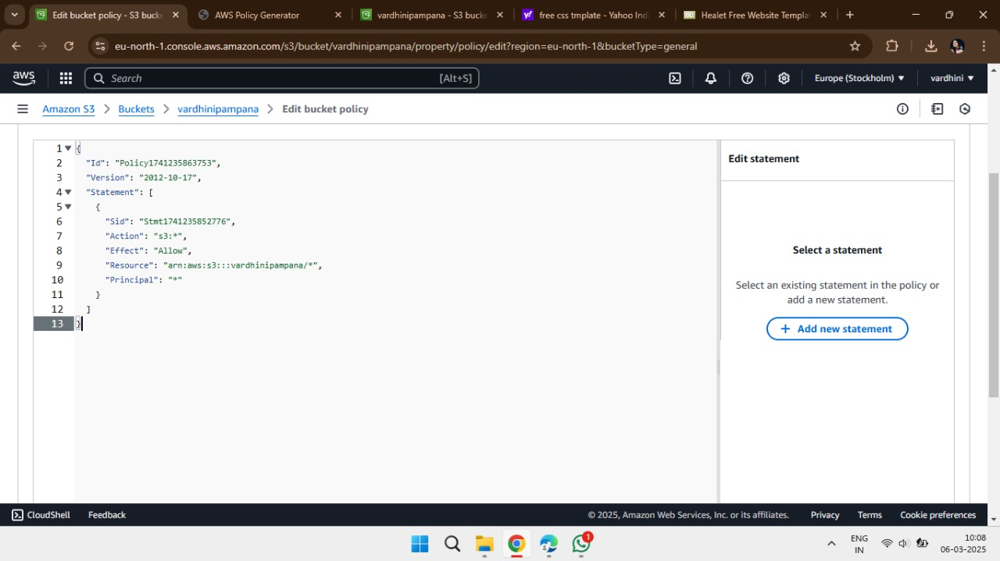 Edit bucket policy - S3 bucke
AWS Policy Generator
vardhinipampana - S3 bucke
free css tmplate - Yahoo Ind
Healet Free Website Templa
eu-north-1.console.aws.amazon.com/s3/bucket/vardhinipampana/property/policy/edit?region=eu-north-1&bucketType=general
aws
Search
[Alt+S]
Europe (Stockholm)
vardhini
Amazon S3
Buckets
vardhinipampana
Edit bucket policy
1 {
2 "Id": "Policy1741235863753",
3 "Version": "2012-10-17",
4 "Statement": [
5 {
6 "Sid": "Stmt1741235852776",
7 "Action": "s3:*",
8 "Effect": "Allow",
9 "Resource": "arn:aws:s3:::vardhinipampana/*",
10 "Principal": "*"
11 }
12 ]
13 }
Edit statement
Select a statement
Select an existing statement in the policy or
add a new statement.
+ Add new statement
CloudShell
Feedback
© 2025, Amazon Web Services, Inc. or its affiliates.
Privacy
Terms
Cookie preferences
1
ENG
IN
10:08
06-03-2025